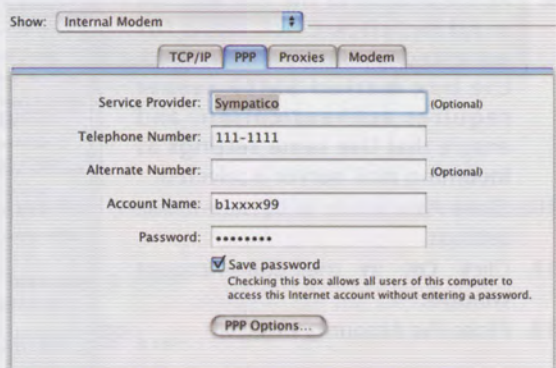 Show: Internal Modem
TCP/IP PPP Proxies Modem
Service Provider: Sympatico (Optional)
Telephone Number: 111-1111
Alternate Number: (Optional)
Account Name: b1xxxx99
Password: ••••••••
Save password
Checking this box allows all users of this computer to
access this Internet account without entering a password.
PPP Options...